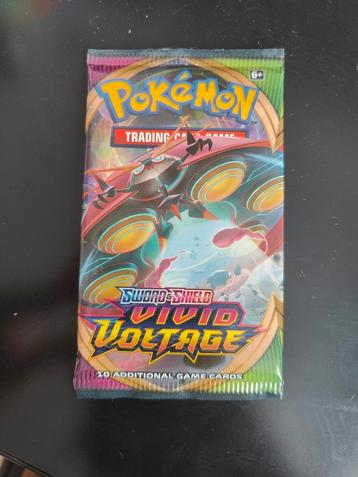 6+
POKéMON
TRADING CARD GAME
SWORD & SHIELD
VIVID
VOLTAGE
10 ADDITIONAL GAME CARDS